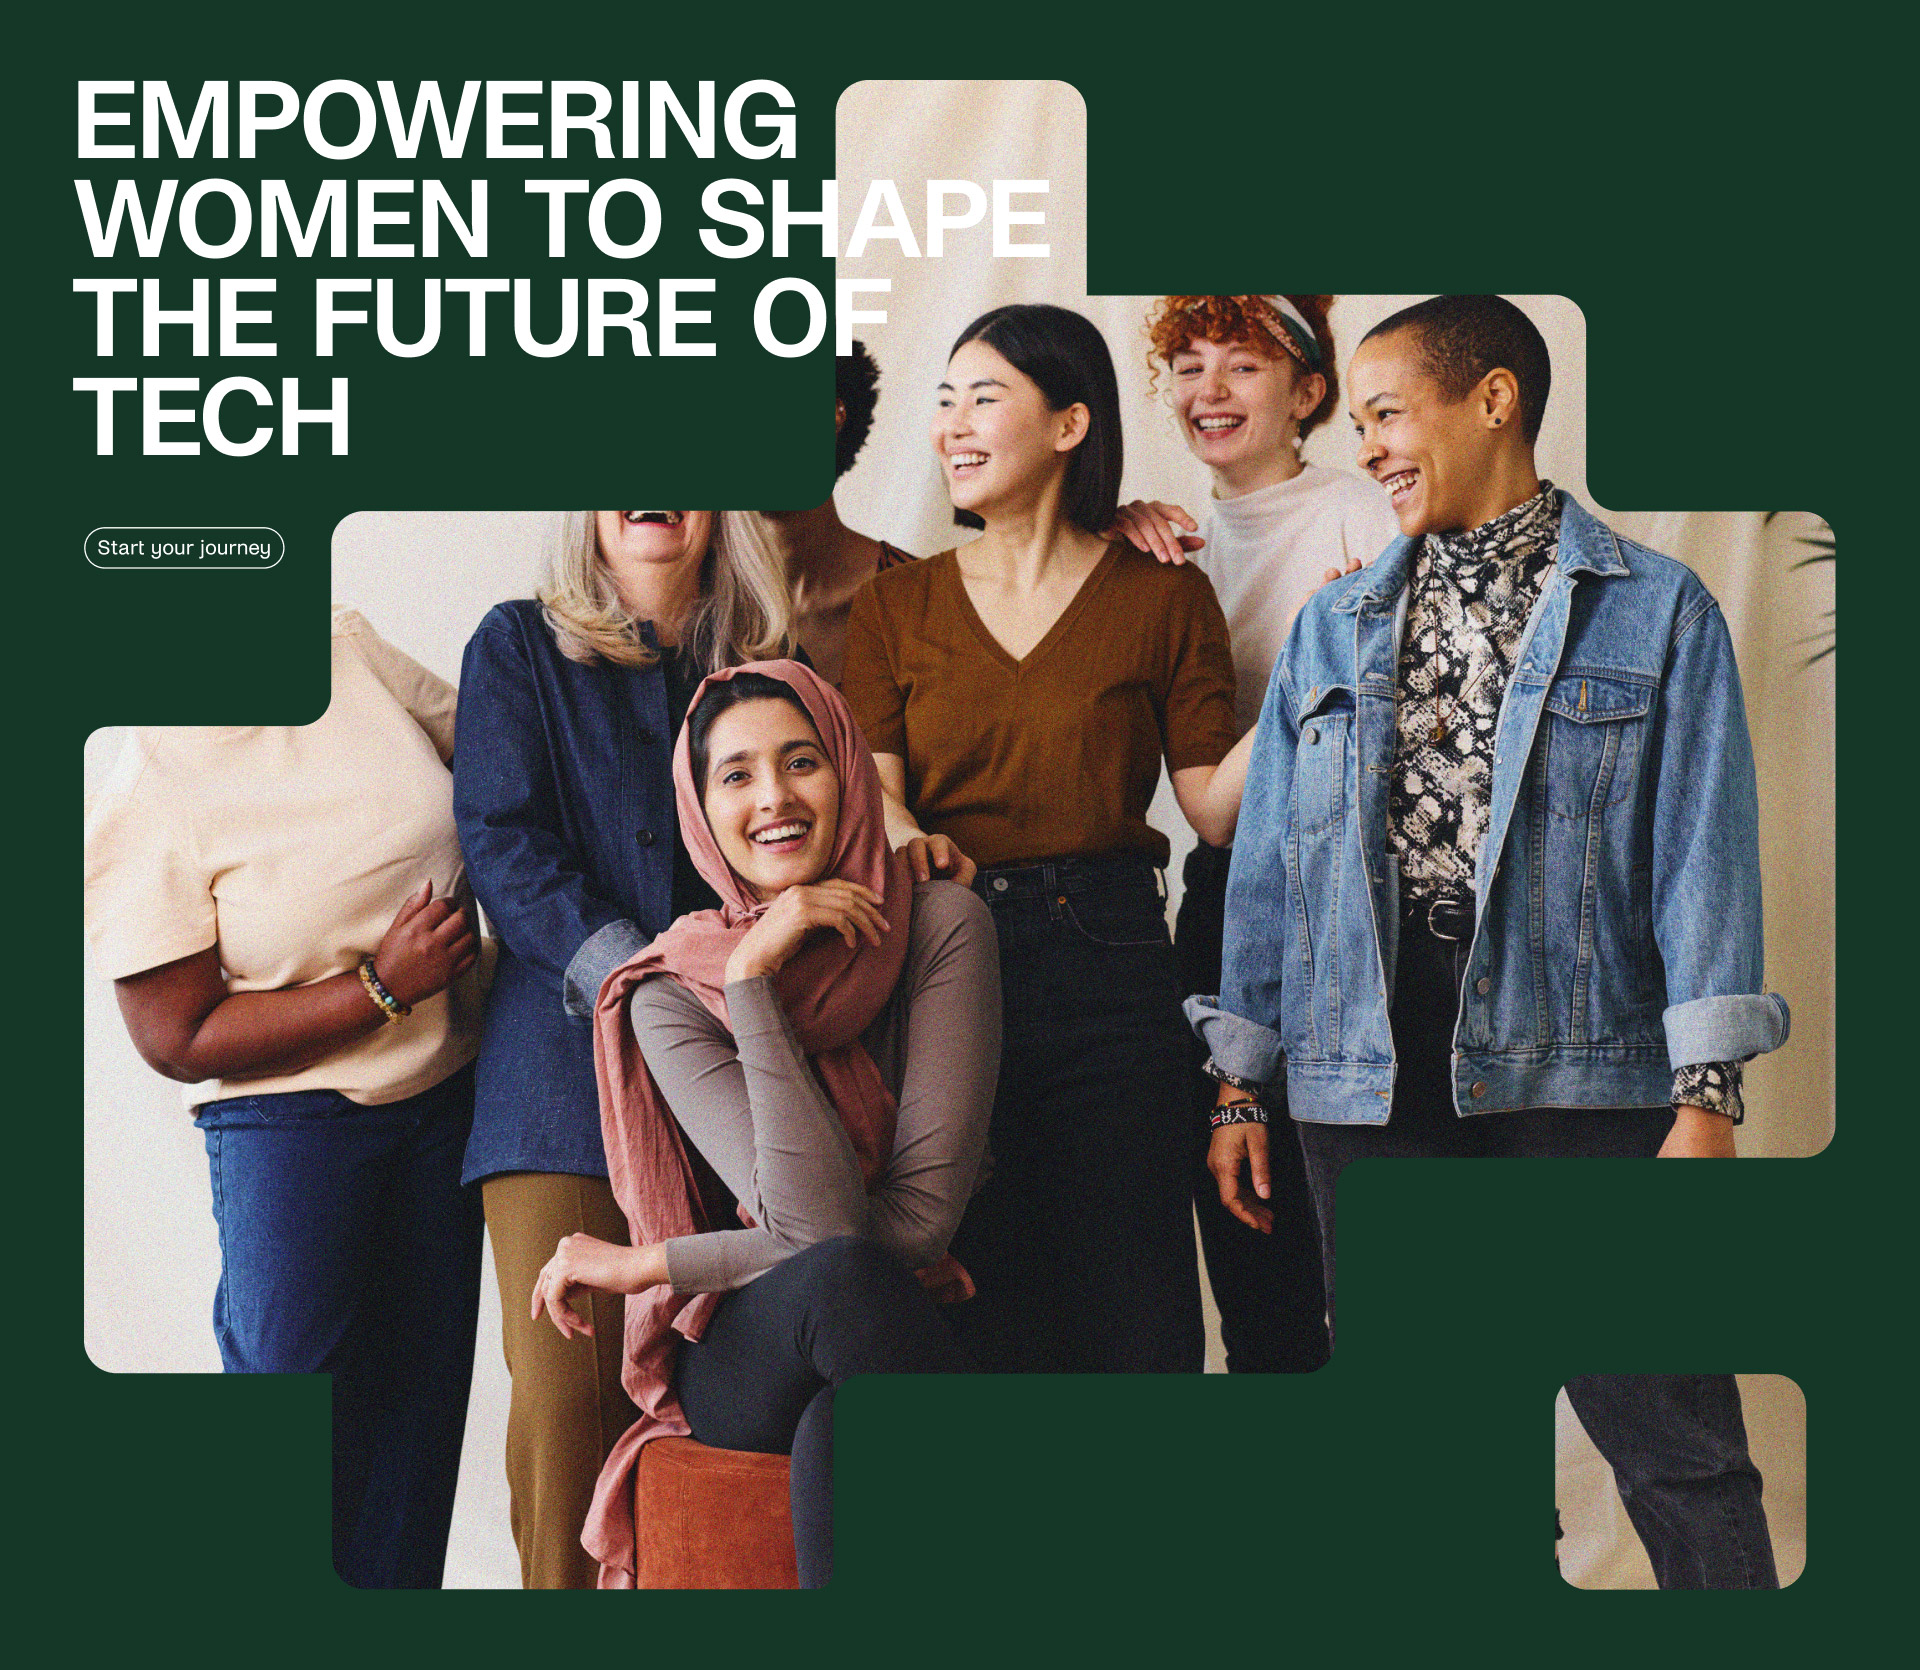 EMPOWERING
WOMEN TO SHAPE
THE FUTURE OF
TECH
Start your journey